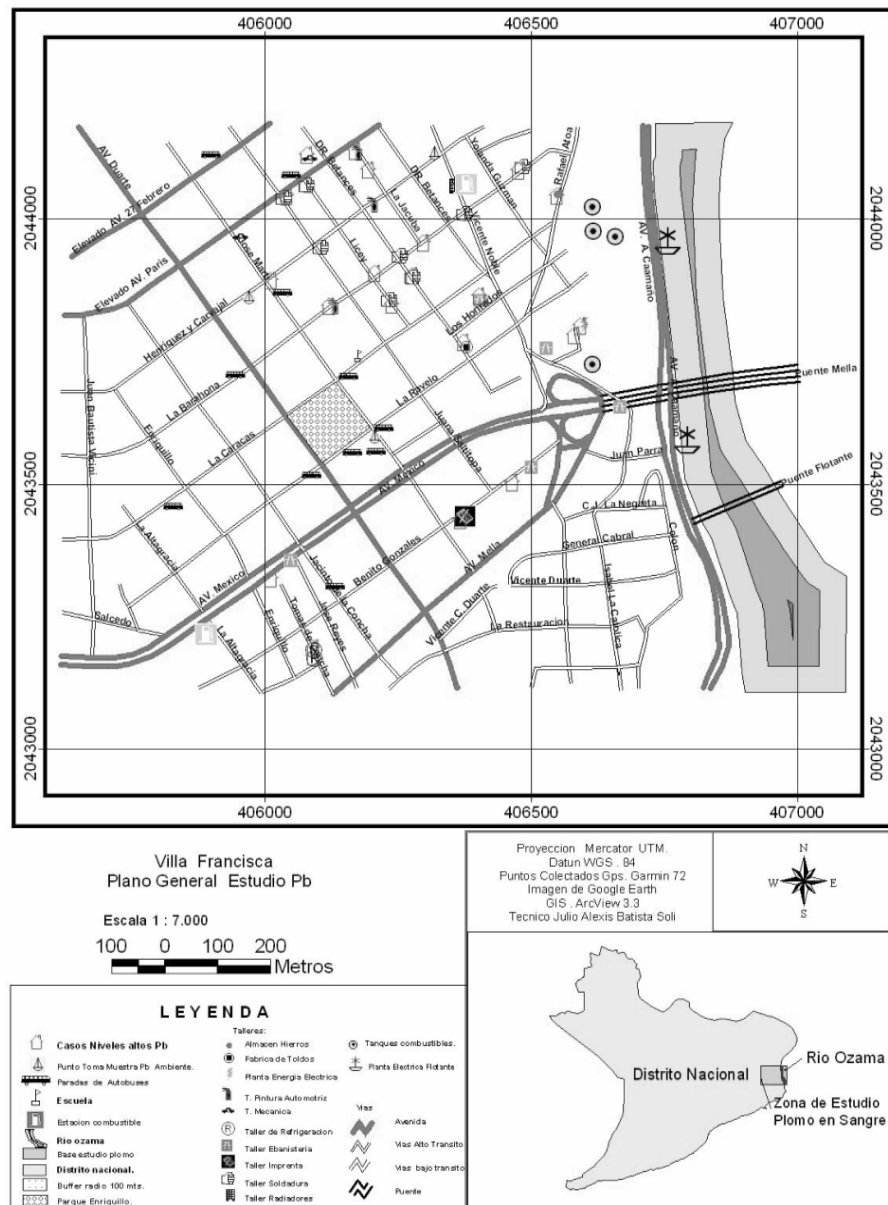 406000
406500
407000
2044000
2044000
2043500
2043500
2043000
2043000
406000
406500
407000
AV. Duarte
Elevado AV. 27 Febrero
Elevado AV. Paris
Henriquez y Carvajal
La Barahona
La Caracas
La Ravelo
Juan Bautista Vicini
Enriquillo
Jose Marti
DR. Betances
Licey
La Jacuba
DR. Betances
Yolanda Guzman
Rafael Atoa
Vicente Noble
Los Honrados
Juana Saltitopa
AV. Mexico
AV. Mexico
La Altagracia
Salcedo
La Altagracia
Enriquillo
Tomas de Concha
Jose Reyes
Jacinto de la Concha
Benito Gonzales
AV. Mella
Vicente C. Duarte
La Restauracion
Vicente Duarte
General Cabral
C.J. La Negreta
Isabel La Catolica
Colon
Juan Parra
AV. A. Caamaño
AV. A. Caamaño
Puente Mella
Puente Flotante
Villa Francisca
Plano General Estudio Pb
Escala 1 : 7.000
100 0 100 200
Metros
Proyeccion Mercator UTM.
Datun WGS . 84
Puntos Colectados Gps. Garmin 72
Imagen de Google Earth
GIS . ArcView 3.3
Tecnico Julio Alexis Batista Soli
N
W
E
S
LEYENDA
Casos Niveles altos Pb
Punto Toma Muestra Pb Ambiente.
Paradas de Autobuses
Escuela
Estacion combustible
Rio ozama
Base estudio plomo
Distrito nacional.
Buffer radio 100 mts.
Parque Enriquillo.
Talleres:
Almacen Hierros
Fabrica de Toldos
Planta Energia Electrica
T. Pintura Automotriz
T. Mecanica
R
Taller de Refrigeracion
Taller Ebanisteria
Taller Imprenta
Taller Soldadura
Taller Radiadores
Tanques combustibles.
Planta Electrica Flotante
Vias
Avenida
Vias Alto Transito
Vias bajo transito
Puente
Distrito Nacional
Rio Ozama
Zona de Estudio
Plomo en Sangre